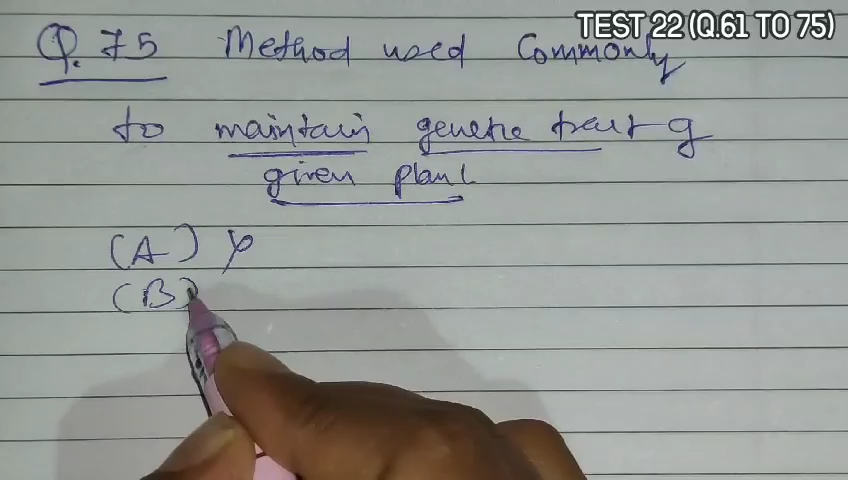 TEST 22 (Q.61 TO 75)
Q.75 Method used Commonly
to maintain genetic trait of
given plant
(A)
(B)